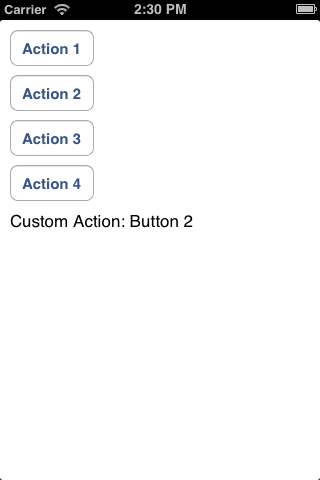 Carrier 2:30 PM
Action 1
Action 2
Action 3
Action 4
Custom Action: Button 2